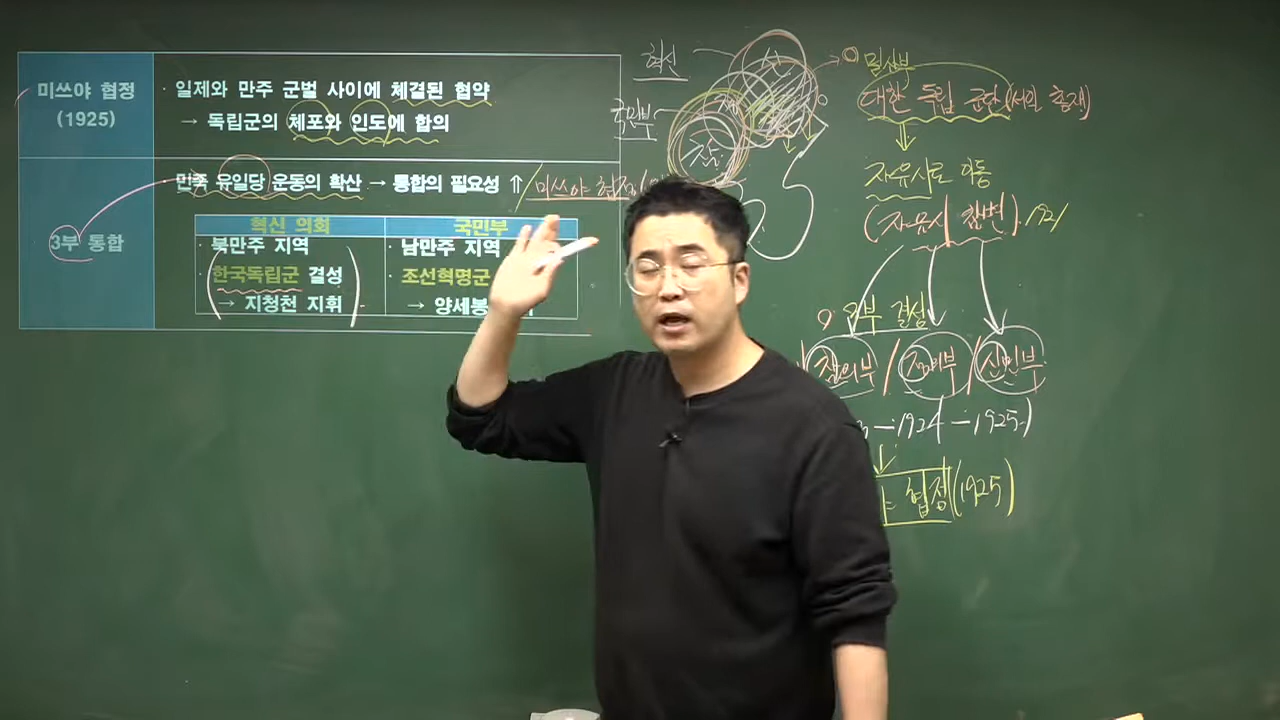 미쓰야 협정
(1925)
· 일제와 만주 군벌 사이에 체결된 협약
→ 독립군의 체포와 인도에 합의
3부 통합
민족 유일당 운동의 확산 → 통합의 필요성 ⇑ / 미쓰야 협정
혁신 의회
국민부
· 북만주 지역
한국독립군 결성
→ 지청천 지휘
· 남만주 지역
· 조선혁명군
→ 양세봉
혁신
국민부
밀산부
대한 독립 군단 (서일 총재)
자유시로 이동
(자유시 참변) 1921
3부 결성
참의부 / 정의부 / 신민부
-1924-1925)
협정 (1925)